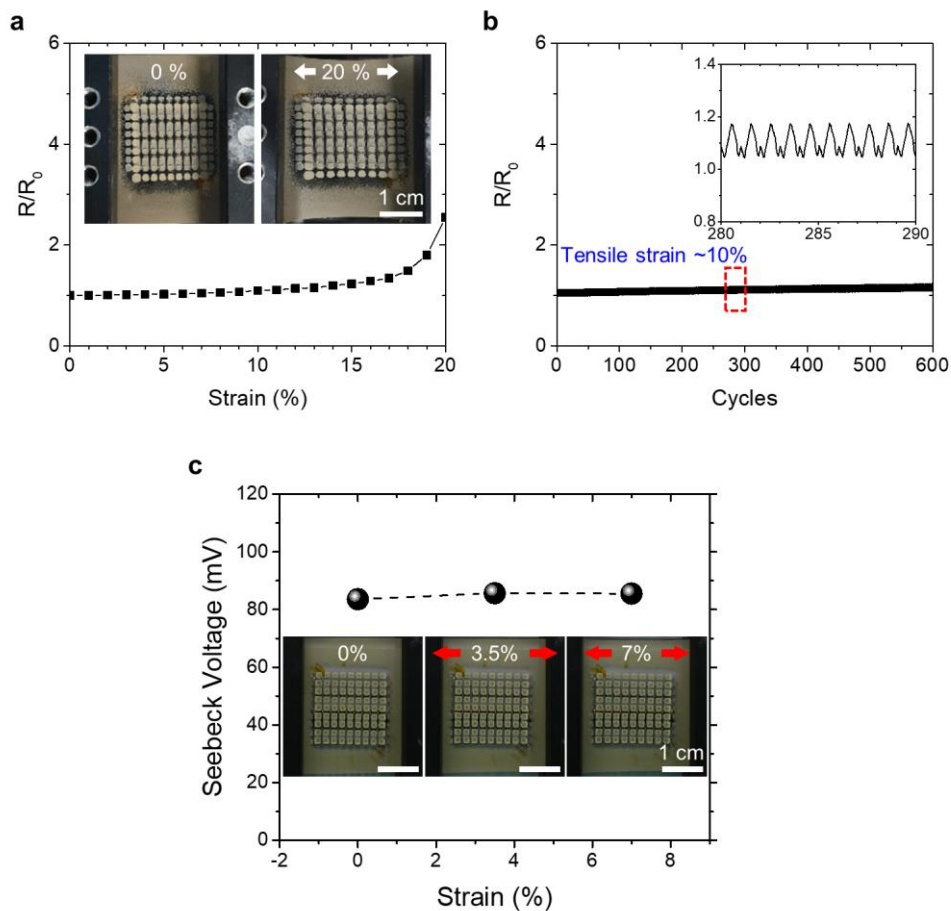 a
6
4
2
0
R/R0
0 %
20 %
1 cm
0 5 10 15 20
Strain (%)
b
6
4
2
0
R/R0
1.4
1.2
1.0
0.8
280 285 290
Tensile strain ~10%
0 100 200 300 400 500 600
Cycles
c
120
100
80
60
40
20
0
Seebeck Voltage (mV)
0% 3.5% 7%
1 cm
-2 0 2 4 6 8
Strain (%)